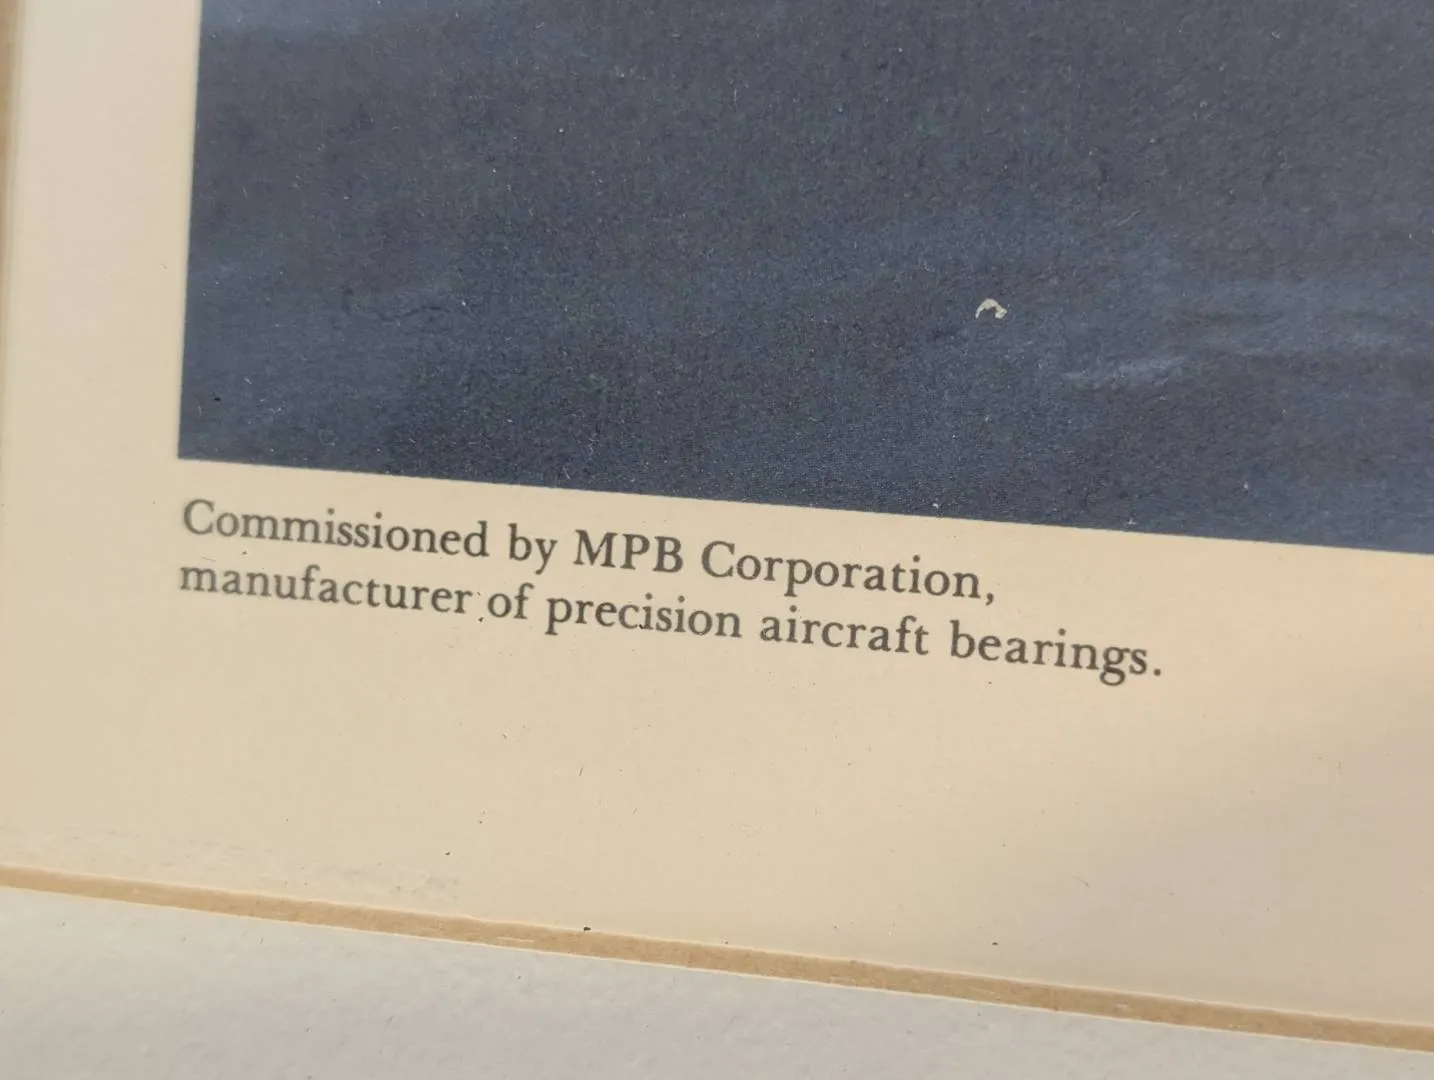 Commissioned by MPB Corporation,
manufacturer of precision aircraft bearings.